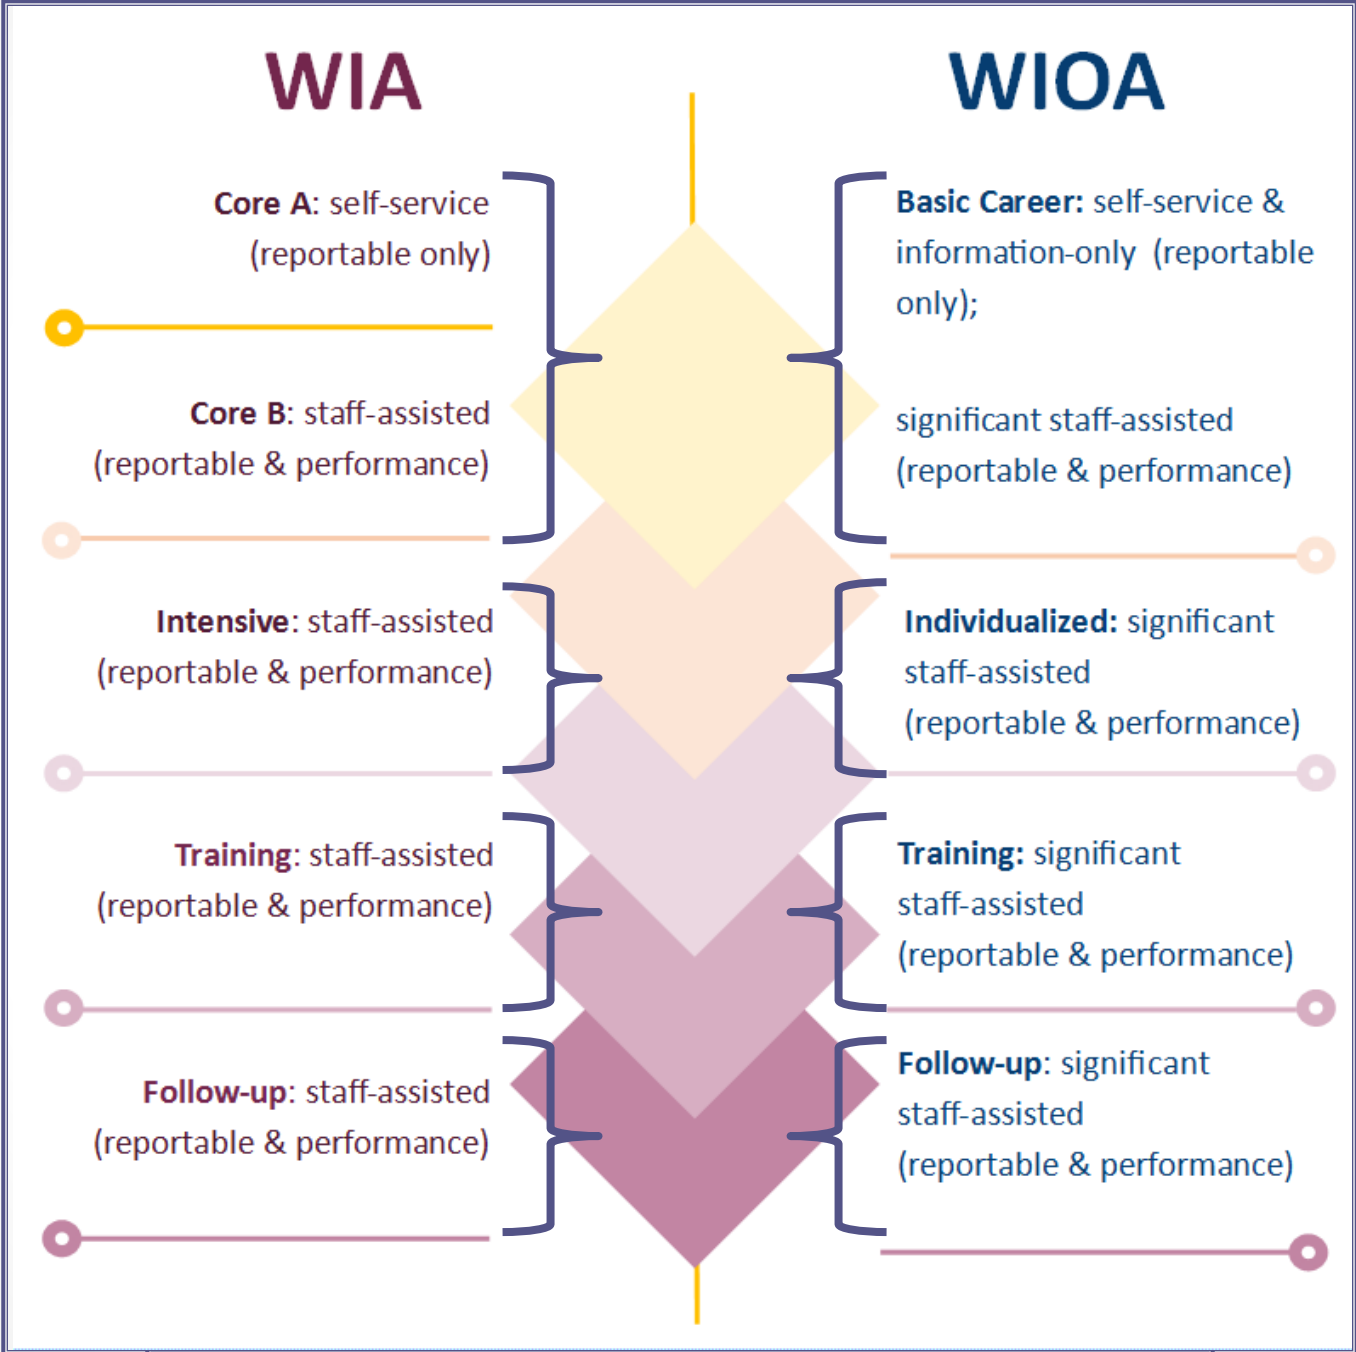 WIA
Core A: self-service
(reportable only)
Core B: staff-assisted
(reportable & performance)
Intensive: staff-assisted
(reportable & performance)
Training: staff-assisted
(reportable & performance)
Follow-up: staff-assisted
(reportable & performance)
WIOA
Basic Career: self-service &
information-only (reportable
only);
significant staff-assisted
(reportable & performance)
Individualized: significant
staff-assisted
(reportable & performance)
Training: significant
staff-assisted
(reportable & performance)
Follow-up: significant
staff-assisted
(reportable & performance)